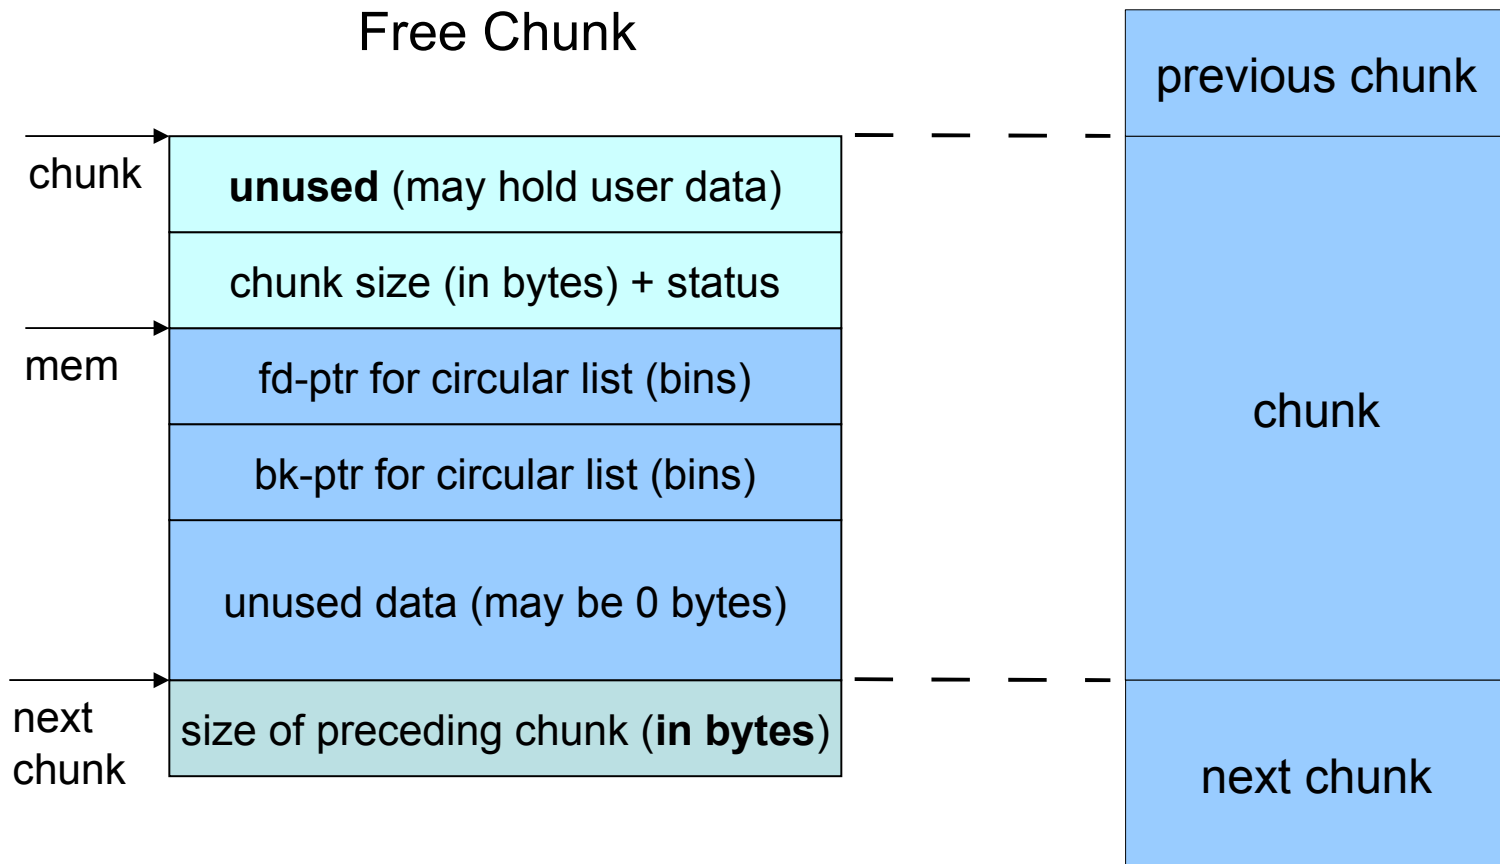 Free Chunk
previous chunk
chunk
unused (may hold user data)
chunk size (in bytes) + status
mem
fd-ptr for circular list (bins)
chunk
bk-ptr for circular list (bins)
unused data (may be 0 bytes)
next
chunk
size of preceding chunk (in bytes)
next chunk